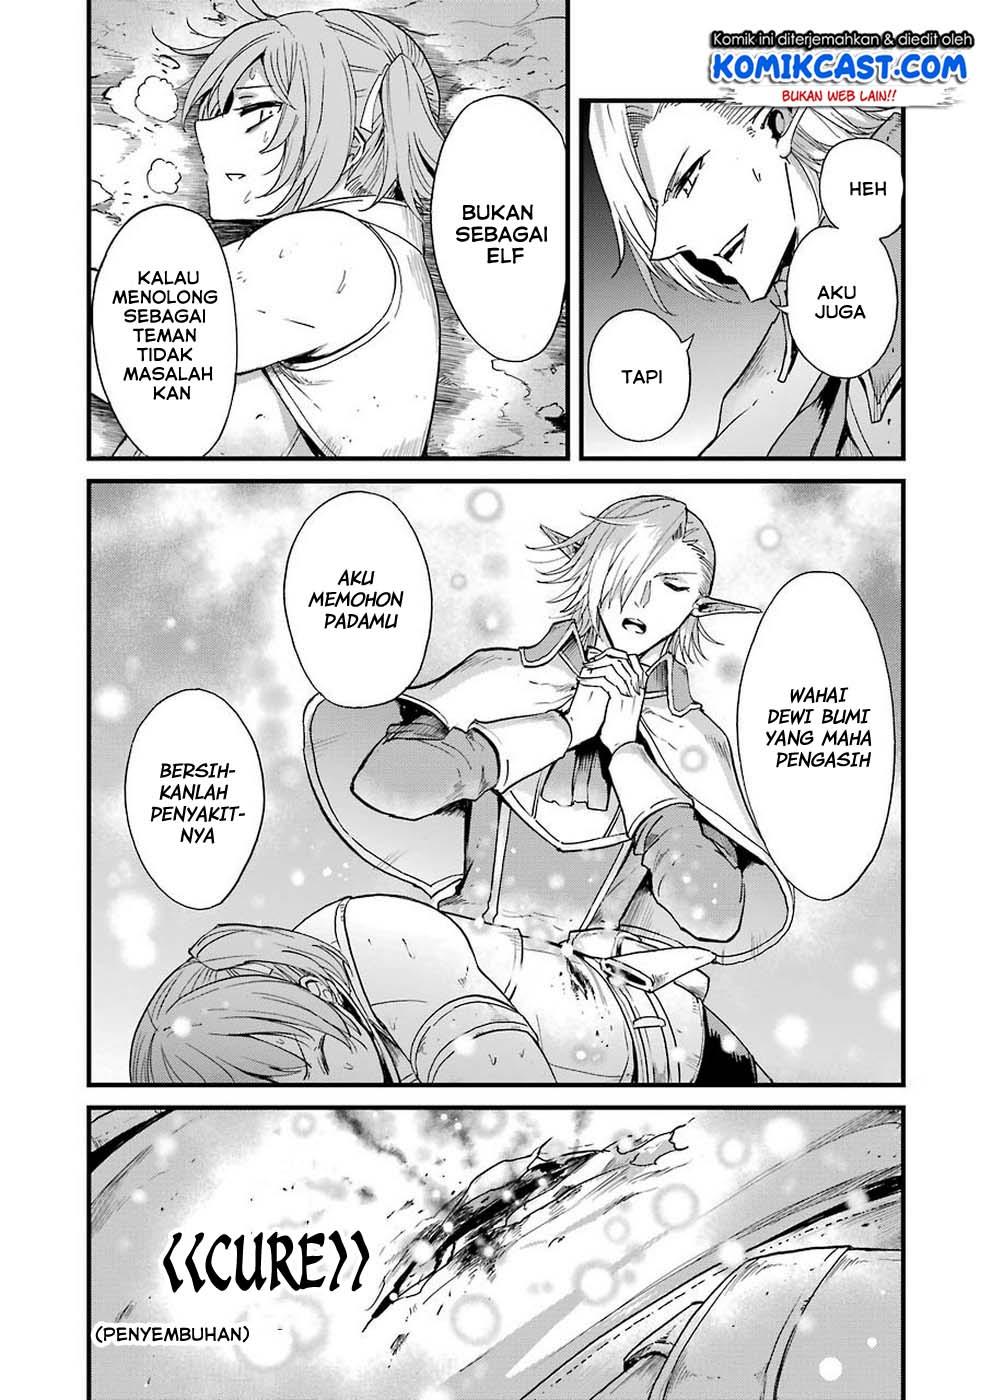 Komik ini diterjemahkan & diedit oleh
KOMIKCAST.COM
BUKAN WEB LAIN!!
HEH
AKU
JUGA
TAPI
BUKAN
SEBAGAI
ELF
KALAU
MENOLONG
SEBAGAI
TEMAN
TIDAK
MASALAH
KAN
WAHAI
DEWI BUMI
YANG MAHA
PENGASIH
AKU
MEMOHON
PADAMU
BERSIH-
KANLAH
PENYAKIT-
NYA
《CURE》
(PENYEMBUHAN)